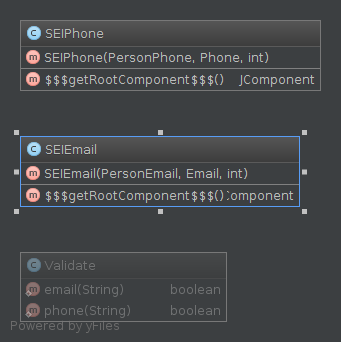 C SEIPhone
m SEIPhone(PersonPhone, Phone, int)
m $$$getRootComponent$$$() JComponent
C SEIEmail
m SEIEmail(PersonEmail, Email, int)
m $$$getRootComponent$$$() Component
C Validate
m email(String) boolean
m phone(String) boolean
Powered by yFiles